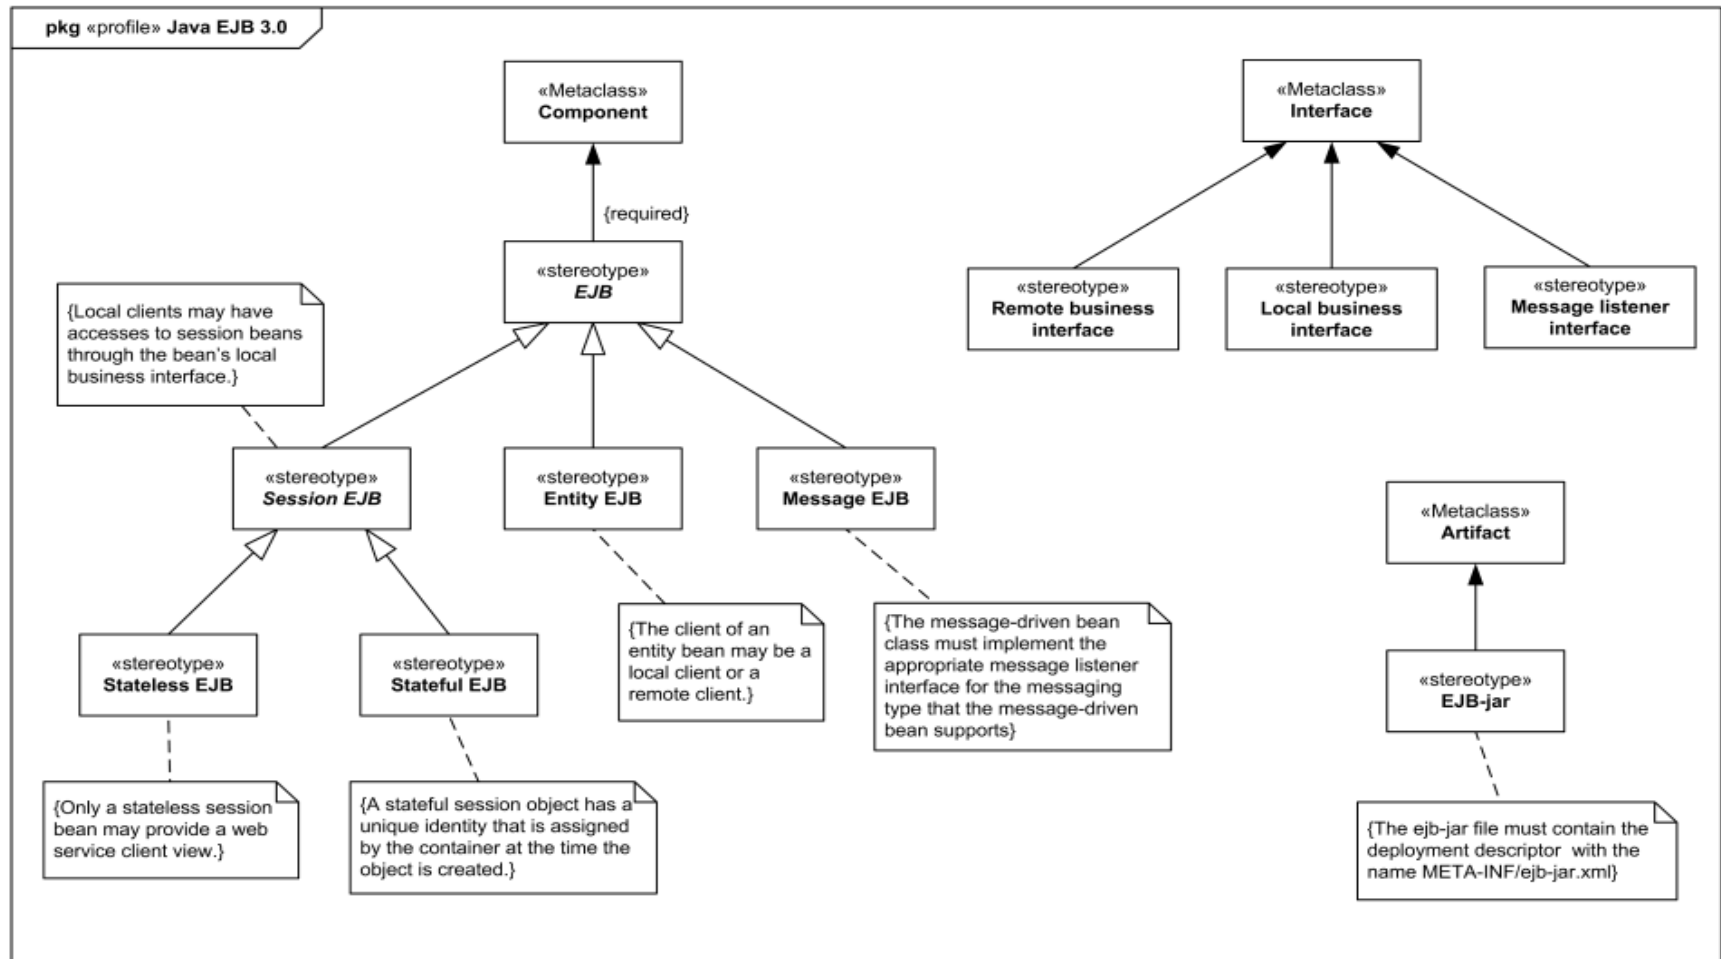 pkg «profile» Java EJB 3.0
«Metaclass»
Component
{required}
«stereotype»
EJB
«Metaclass»
Interface
«stereotype»
Remote business
interface
«stereotype»
Local business
interface
«stereotype»
Message listener
interface
{Local clients may have
accesses to session beans
through the bean's local
business interface.}
«stereotype»
Session EJB
«stereotype»
Entity EJB
«stereotype»
Message EJB
«stereotype»
Stateless EJB
«stereotype»
Stateful EJB
{The client of an
entity bean may be a
local client or a
remote client.}
{The message-driven bean
class must implement the
appropriate message listener
interface for the messaging
type that the message-driven
bean supports}
«Metaclass»
Artifact
«stereotype»
EJB-jar
{Only a stateless session
bean may provide a web
service client view.}
{A stateful session object has a
unique identity that is assigned
by the container at the time the
object is created.}
{The ejb-jar file must contain the
deployment descriptor with the
name META-INF/ejb-jar.xml}